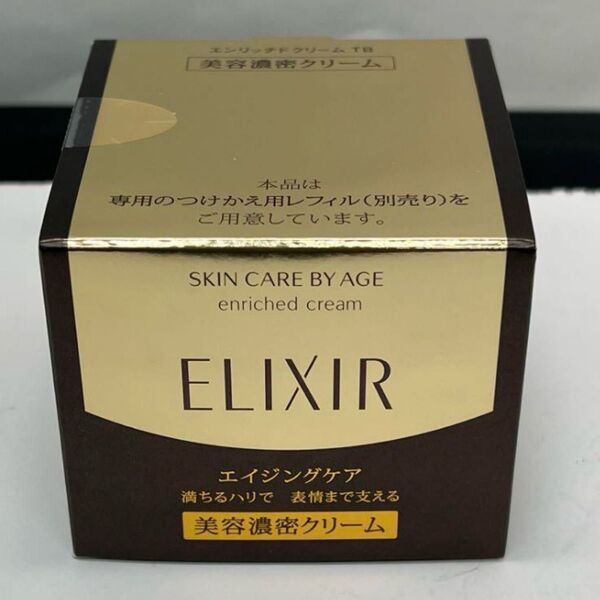 エンリッチド クリーム TB
美容濃密クリーム
本品は
専用のつけかえ用レフィル(別売り)を
ご用意しています。
SKIN CARE BY AGE
enriched cream
ELIXIR
エイジングケア
満ちるハリで 表情まで支える
美容濃密クリーム